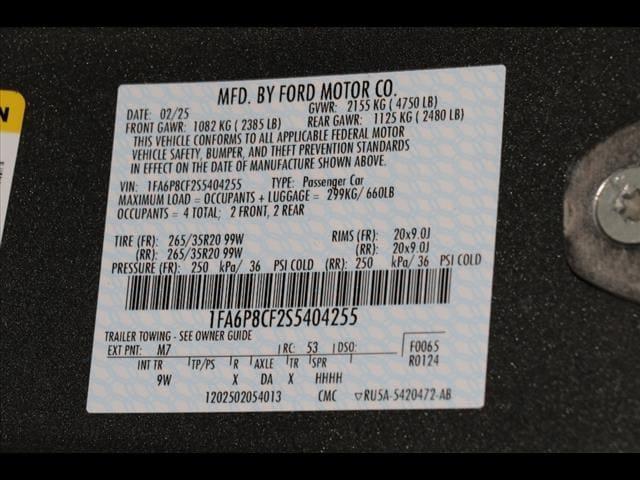 N
MFD. BY FORD MOTOR CO.
DATE: 02/25 GVWR: 2155 KG ( 4750 LB)
FRONT GAWR: 1082 KG ( 2385 LB) REAR GAWR: 1125 KG ( 2480 LB)
THIS VEHICLE CONFORMS TO ALL APPLICABLE FEDERAL MOTOR
VEHICLE SAFETY, BUMPER, AND THEFT PREVENTION STANDARDS
IN EFFECT ON THE DATE OF MANUFACTURE SHOWN ABOVE.
VIN: 1FA6P8CF2S5404255 TYPE: Passenger Car
MAXIMUM LOAD = OCCUPANTS + LUGGAGE = 299KG/ 660LB
OCCUPANTS = 4 TOTAL; 2 FRONT, 2 REAR
TIRE (FR): 265/35R20 99W RIMS (FR): 20x9.0J
(RR): 265/35R20 99W (RR): 20x9.0J
PRESSURE (FR): 250 kPa/ 36 PSI COLD (RR): 250 kPa/ 36 PSI COLD
1FA6P8CF2S5404255
TRAILER TOWING - SEE OWNER GUIDE
EXT PNT: M7 RC: 53 DSO: F0065
INT TR TP/PS R AXLE TR SPR R0124
9W X DA X HHHH
1202502054013 CMC ▽RU5A-5420472-AB